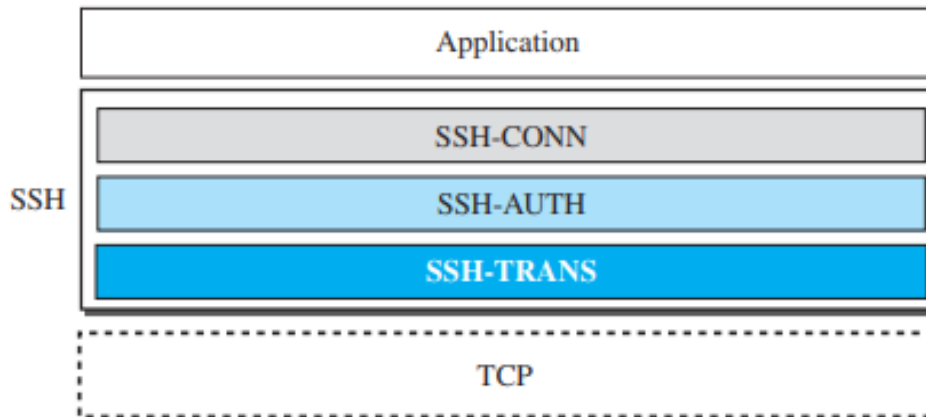 Application
SSH-CONN
SSH
SSH-AUTH
SSH-TRANS
TCP